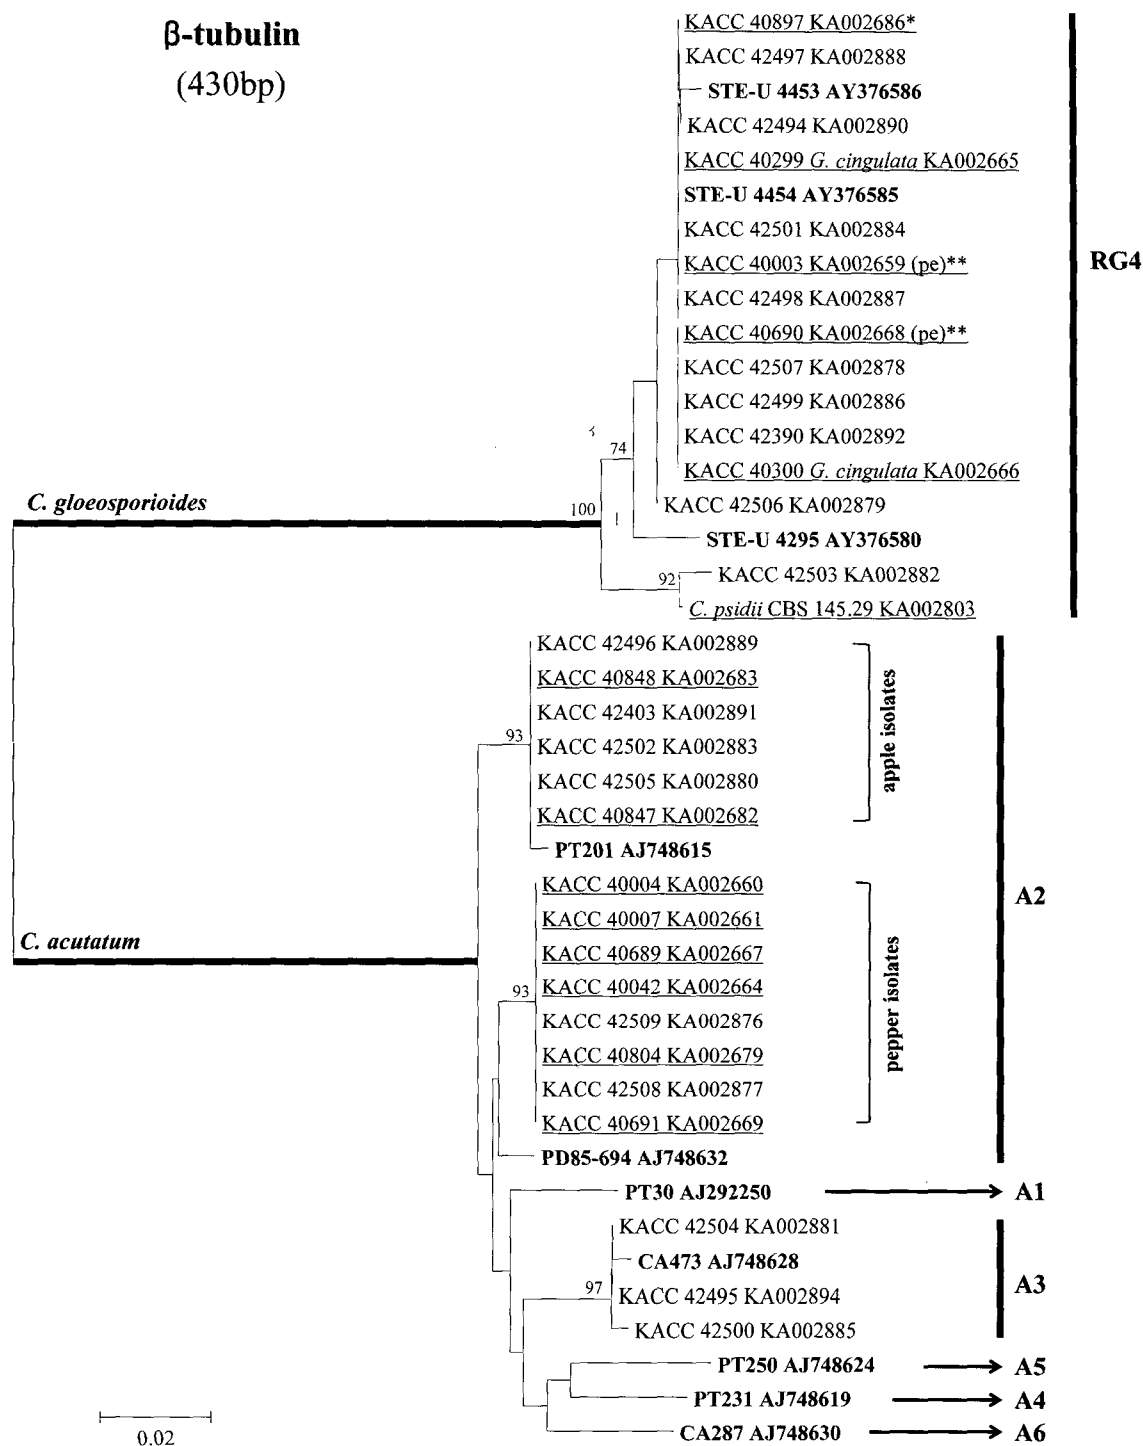 β-tubulin
(430bp)
KACC 40897 KA002686*
KACC 42497 KA002888
STE-U 4453 AY376586
KACC 42494 KA002890
KACC 40299 G. cingulata KA002665
STE-U 4454 AY376585
KACC 42501 KA002884
KACC 40003 KA002659 (pe)**
KACC 42498 KA002887
KACC 40690 KA002668 (pe)**
KACC 42507 KA002878
KACC 42499 KA002886
KACC 42390 KA002892
KACC 40300 G. cingulata KA002666
KACC 42506 KA002879
STE-U 4295 AY376580
KACC 42503 KA002882
C. psidii CBS 145.29 KA002803
RG4
74
100
92
C. gloeosporioides
KACC 42496 KA002889
KACC 40848 KA002683
KACC 42403 KA002891
KACC 42502 KA002883
KACC 42505 KA002880
KACC 40847 KA002682
PT201 AJ748615
apple isolates
93
KACC 40004 KA002660
KACC 40007 KA002661
KACC 40689 KA002667
KACC 40042 KA002664
KACC 42509 KA002876
KACC 40804 KA002679
KACC 42508 KA002877
KACC 40691 KA002669
PD85-694 AJ748632
pepper isolates
93
A2
C. acutatum
PT30 AJ292250
A1
KACC 42504 KA002881
CA473 AJ748628
KACC 42495 KA002894
KACC 42500 KA002885
97
A3
PT250 AJ748624
A5
PT231 AJ748619
A4
CA287 AJ748630
A6
0.02